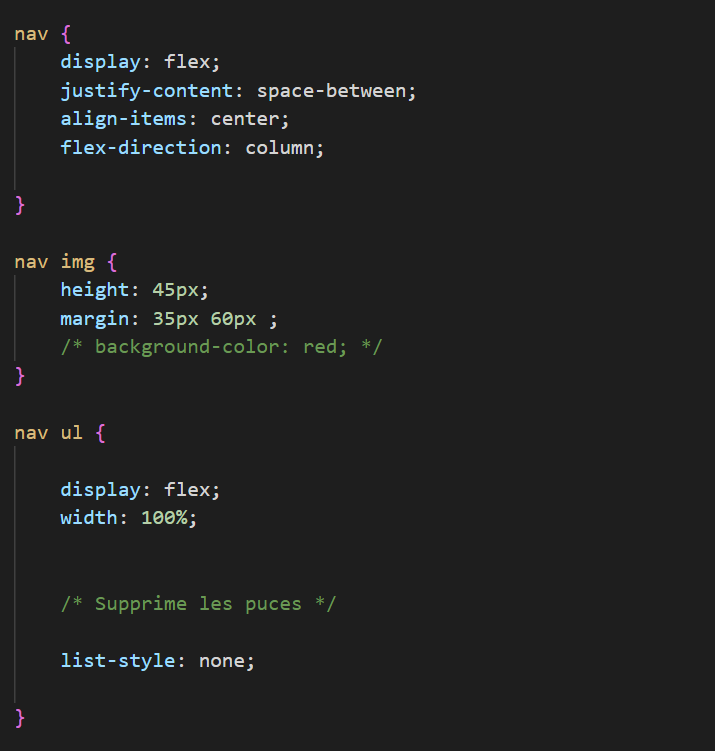 nav {
    display: flex;
    justify-content: space-between;
    align-items: center;
    flex-direction: column;
}
nav img {
    height: 45px;
    margin: 35px 60px ;
    /* background-color: red; */
}
nav ul {
    display: flex;
    width: 100%;
    /* Supprime les puces */
    list-style: none;
}